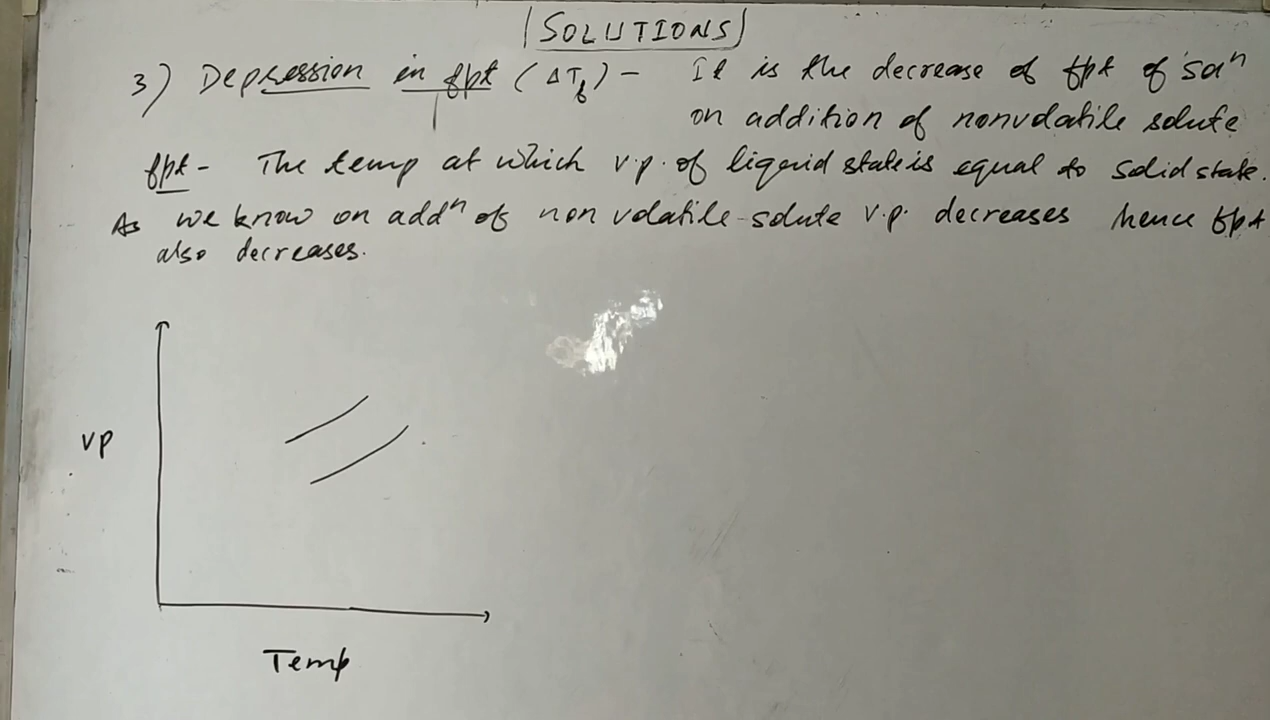 SOLUTIONS
3) Depression in fpt (ΔTf) - It is the decrease of fpt of solⁿ
on addition of nonvolatile solute
fpt - The temp at which v.p. of liquid state is equal to solid state.
As we know on addⁿ of non volatile solute v.p. decreases hence fpt
also decreases.
VP
Temp